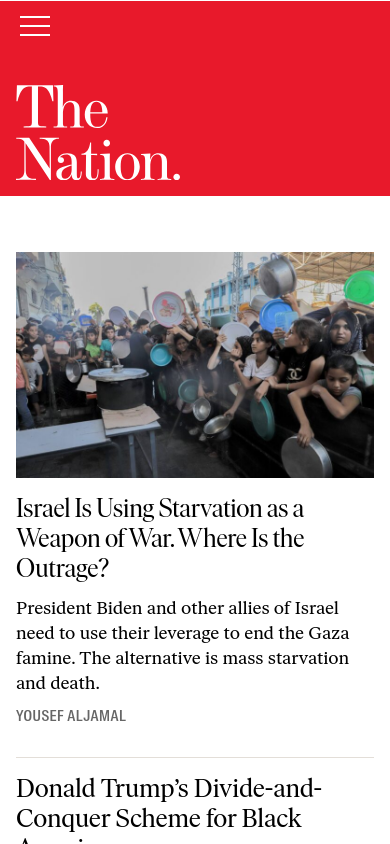 The
Nation.
Israel Is Using Starvation as a
Weapon of War. Where Is the
Outrage?
President Biden and other allies of Israel
need to use their leverage to end the Gaza
famine. The alternative is mass starvation
and death.
YOUSEF ALJAMAL
Donald Trump’s Divide-and-
Conquer Scheme for Black